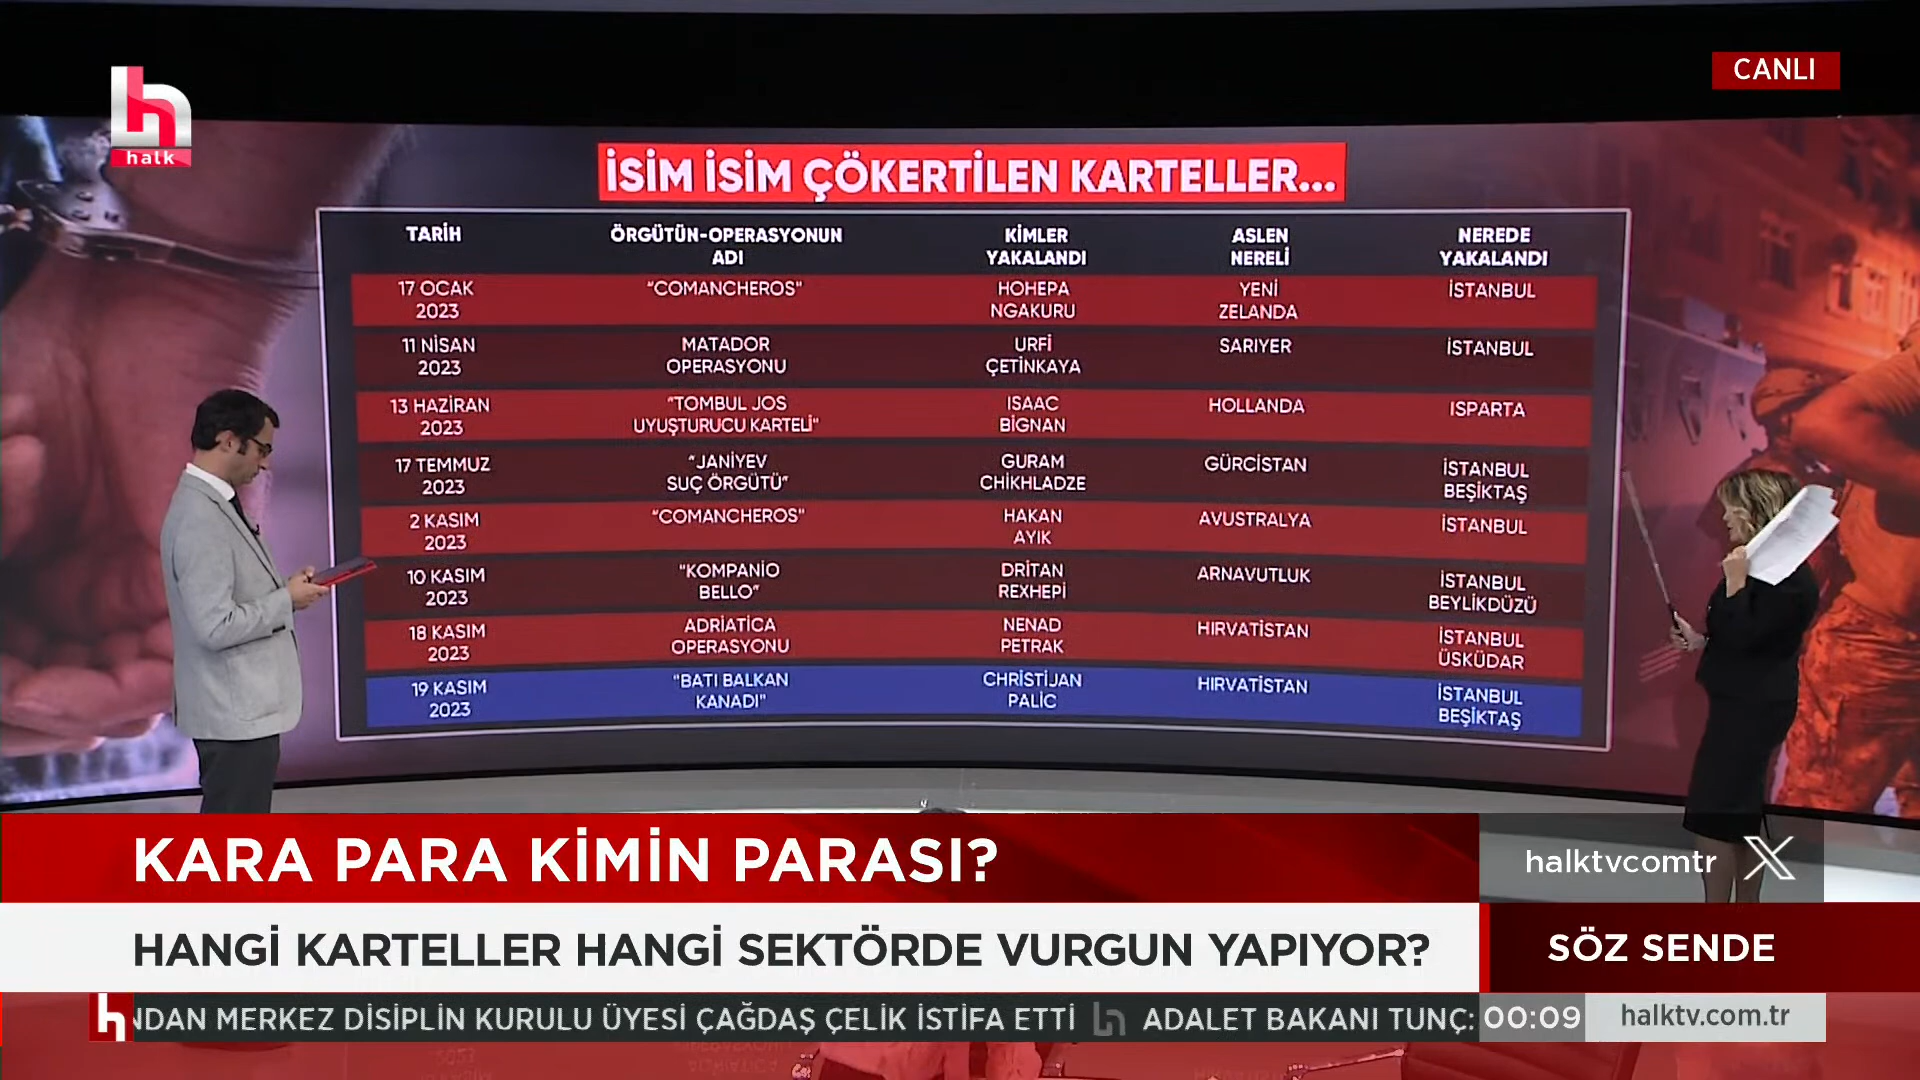 halk
CANLI
İSİM İSİM ÇÖKERTİLEN KARTELLER...
TARİH
ÖRGÜTÜN-OPERASYONUN
ADI
KİMLER
YAKALANDI
ASLEN
NERELİ
NEREDE
YAKALANDI
17 OCAK
2023
"COMANCHEROS"
HOHEPA
NGAKURU
YENİ
ZELANDA
İSTANBUL
11 NİSAN
2023
MATADOR
OPERASYONU
URFİ
ÇETİNKAYA
SARIYER
İSTANBUL
13 HAZİRAN
2023
"TOMBUL JOS
UYUŞTURUCU KARTELİ"
ISAAC
BİGNAN
HOLLANDA
ISPARTA
17 TEMMUZ
2023
"JANİYEV
SUÇ ÖRGÜTÜ"
GURAM
CHİKHLADZE
GÜRCİSTAN
İSTANBUL
BEŞİKTAŞ
2 KASIM
2023
"COMANCHEROS"
HAKAN
AYIK
AVUSTRALYA
İSTANBUL
10 KASIM
2023
"KOMPANİO
BELLO"
DRİTAN
REXHEPİ
ARNAVUTLUK
İSTANBUL
BEYLİKDÜZÜ
18 KASIM
2023
ADRİATİCA
OPERASYONU
NENAD
PETRAK
HIRVATİSTAN
İSTANBUL
ÜSKÜDAR
19 KASIM
2023
"BATI BALKAN
KANADI"
CHRİSTİJAN
PALİC
HIRVATİSTAN
İSTANBUL
BEŞİKTAŞ
KARA PARA KİMİN PARASI?
halktvcomtr
HANGİ KARTELLER HANGİ SEKTÖRDE VURGUN YAPIYOR?
SÖZ SENDE
NDAN MERKEZ DİSİPLİN KURULU ÜYESİ ÇAĞDAŞ ÇELİK İSTİFA ETTİ ADALET BAKANI TUNÇ:
00:09
halktv.com.tr